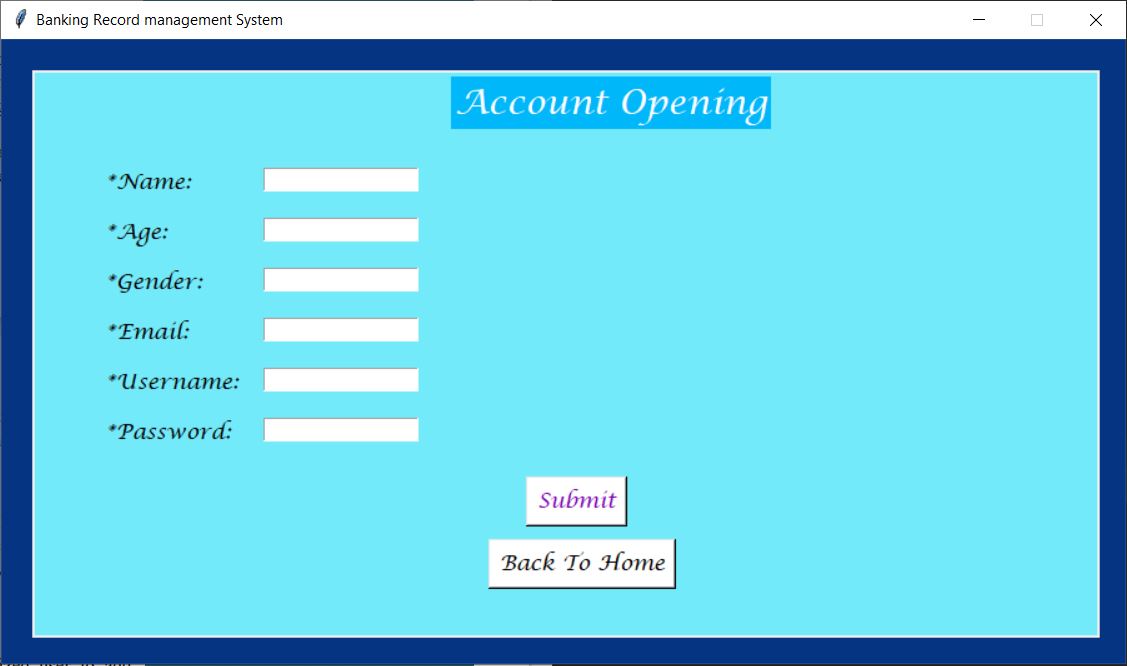 Banking Record management System
Account Opening
*Name:
*Age:
*Gender:
*Email:
*Username:
*Password:
Submit
Back To Home